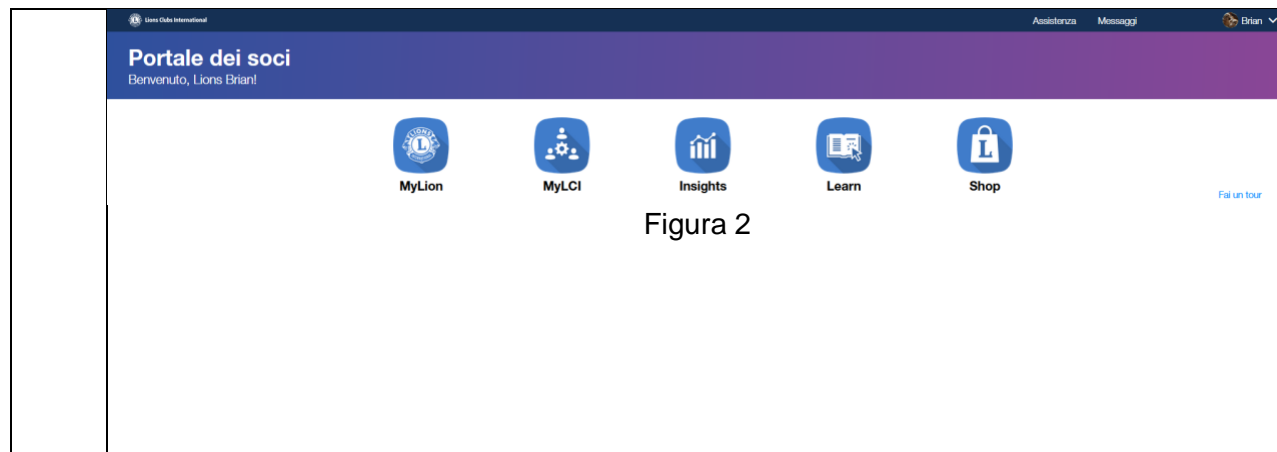 Lions Clubs International
Assistenza Messaggi Brian
Portale dei soci
Benvenuto, Lions Brian!
LIONS
L
L
MyLion MyLCI Insights Learn Shop
Fai un tour
Figura 2